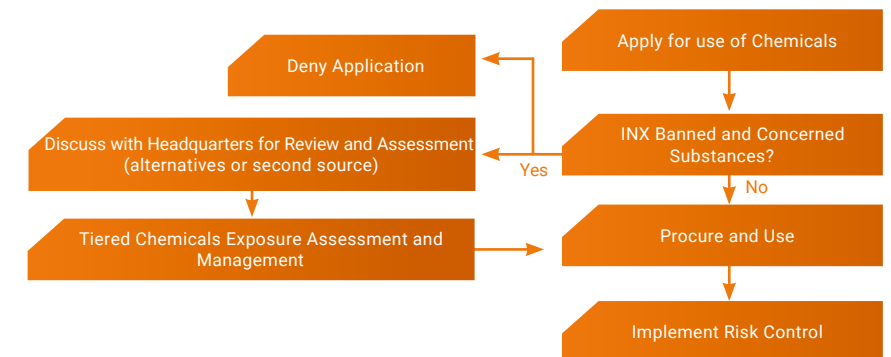 Apply for use of Chemicals
Deny Application
INX Banned and Concerned
Substances?
Discuss with Headquarters for Review and Assessment
(alternatives or second source)
Yes
No
Tiered Chemicals Exposure Assessment and
Management
Procure and Use
Implement Risk Control